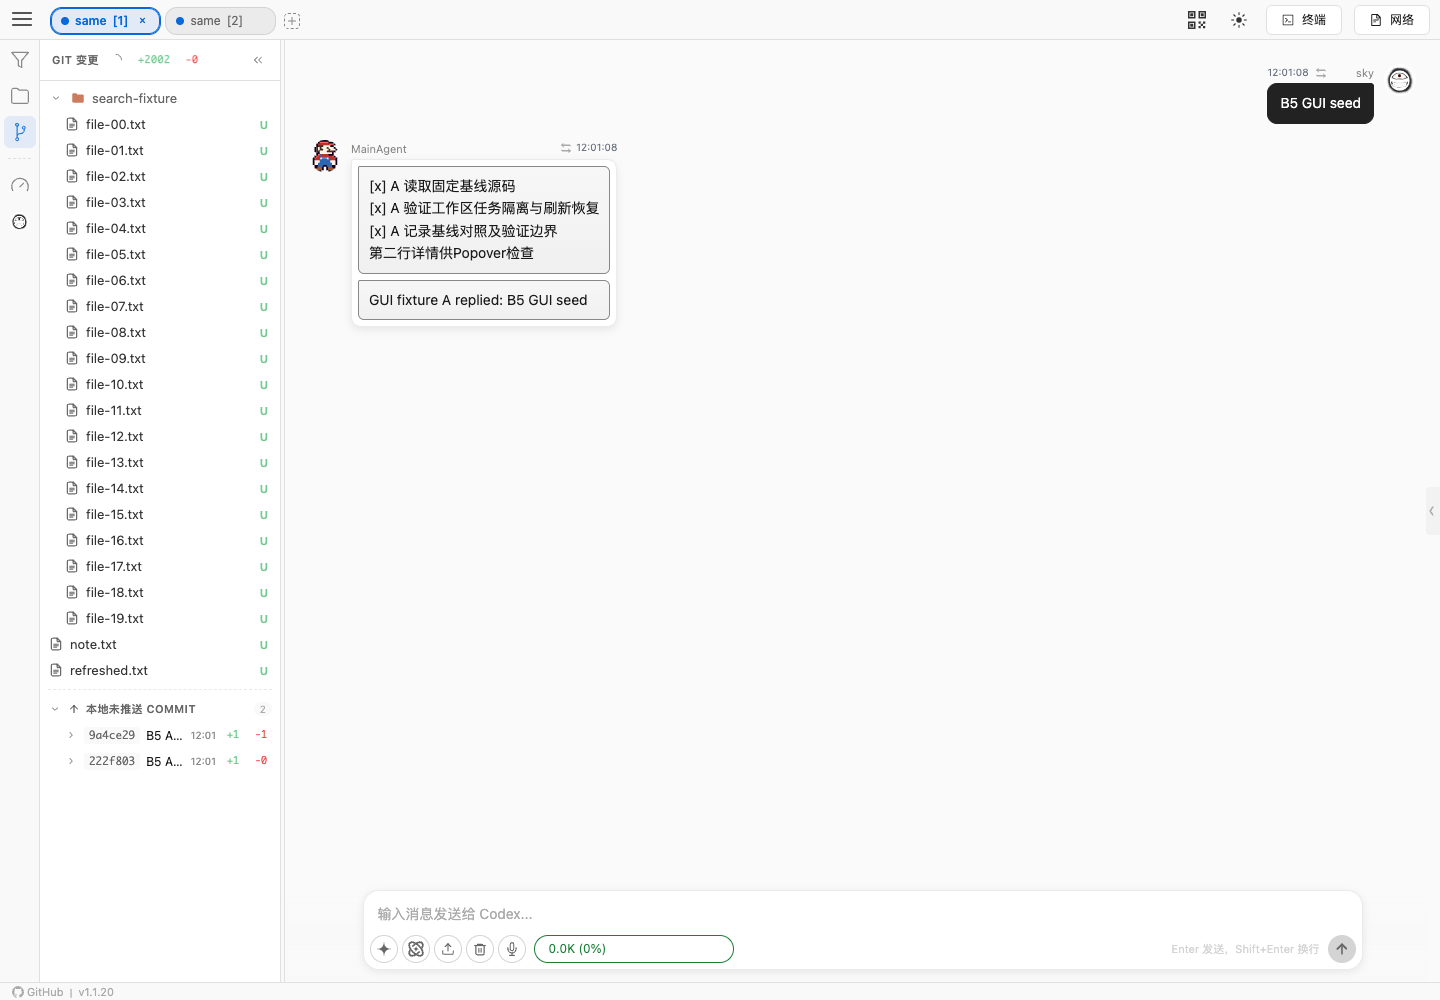 same [1] ×
same [2]
终端
网络
GIT 变更 +2002 -0
search-fixture
file-00.txt U
file-01.txt U
file-02.txt U
file-03.txt U
file-04.txt U
file-05.txt U
file-06.txt U
file-07.txt U
file-08.txt U
file-09.txt U
file-10.txt U
file-11.txt U
file-12.txt U
file-13.txt U
file-14.txt U
file-15.txt U
file-16.txt U
file-17.txt U
file-18.txt U
file-19.txt U
note.txt U
refreshed.txt U
本地未推送 COMMIT 2
9a4ce29 B5 A... 12:01 +1 -1
222f803 B5 A... 12:01 +1 -0
12:01:08 sky
B5 GUI seed
MainAgent 12:01:08
[x] A 读取固定基线源码
[x] A 验证工作区任务隔离与刷新恢复
[x] A 记录基线对照及验证边界
第二行详情供Popover检查
GUI fixture A replied: B5 GUI seed
输入消息发送给 Codex...
0.0K (0%)
Enter 发送，Shift+Enter 换行
GitHub | v1.1.20